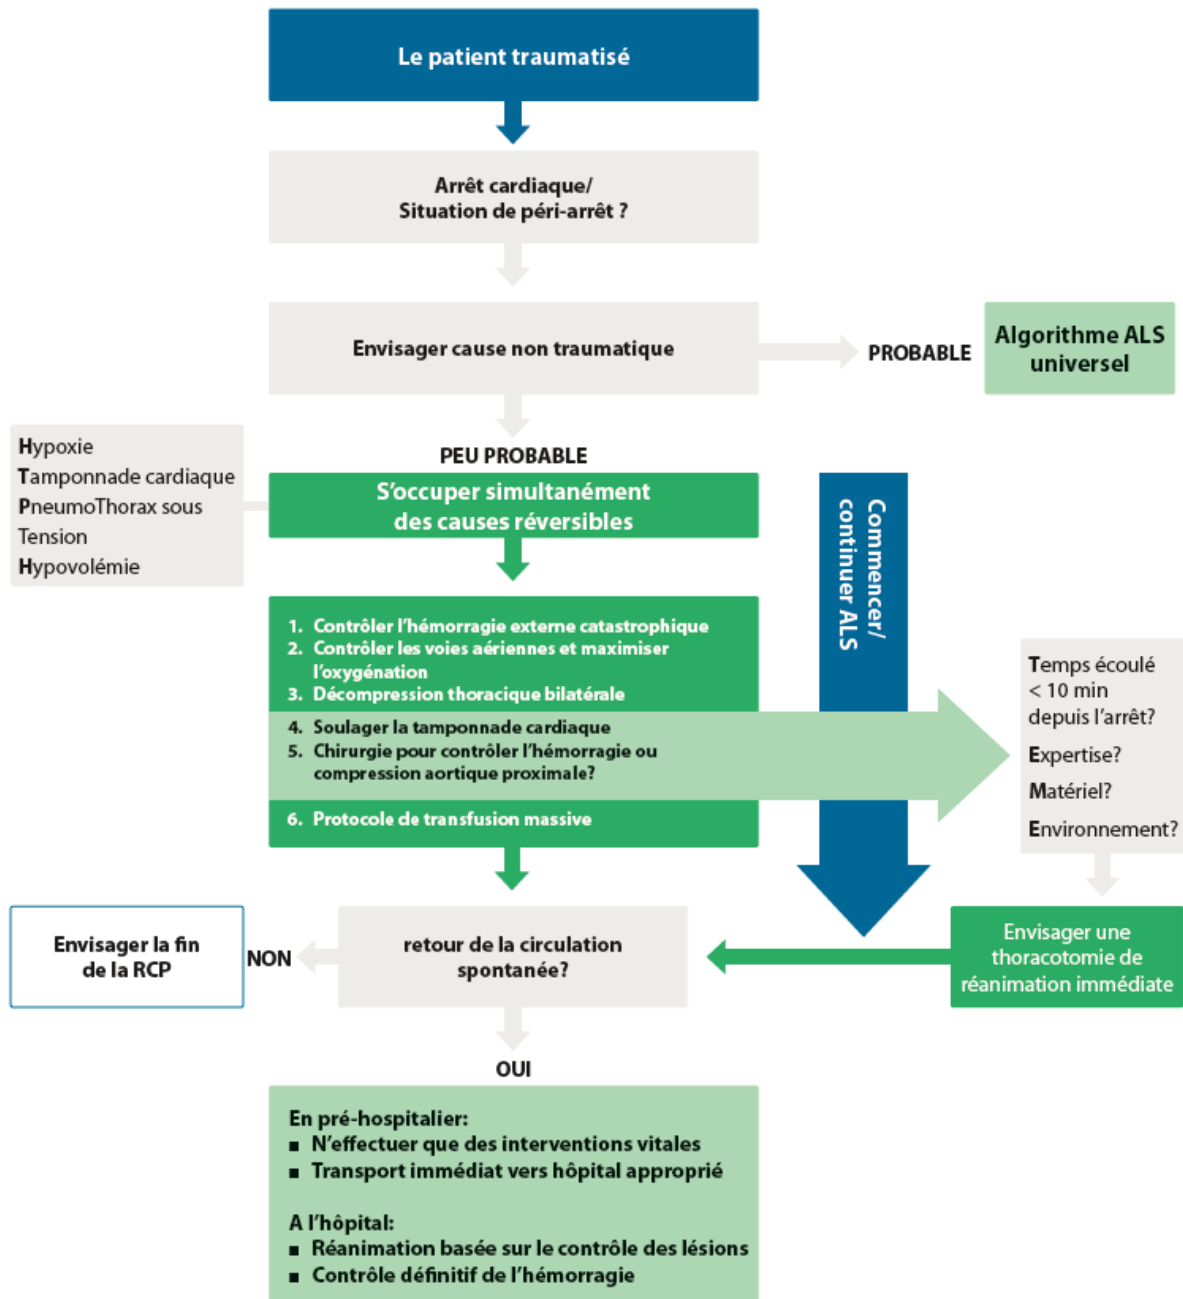 Le patient traumatisé
Arrêt cardiaque/
Situation de péri-arrêt ?
Envisager cause non traumatique
PROBABLE
Algorithme ALS
universel
PEU PROBABLE
Hypoxie
Tamponnade cardiaque
PneumoThorax sous
Tension
Hypovolémie
S’occuper simultanément
des causes réversibles
Commencer/
continuer ALS
1. Contrôler l’hémorragie externe catastrophique
2. Contrôler les voies aériennes et maximiser
l’oxygénation
3. Décompression thoracique bilatérale
4. Soulager la tamponnade cardiaque
5. Chirurgie pour contrôler l’hémorragie ou
compression aortique proximale?
6. Protocole de transfusion massive
Temps écoulé
< 10 min
depuis l’arrêt?
Expertise?
Matériel?
Environnement?
Envisager une
thoracotomie de
réanimation immédiate
retour de la circulation
spontanée?
NON
Envisager la fin
de la RCP
OUI
En pré-hospitalier:
▪ N’effectuer que des interventions vitales
▪ Transport immédiat vers hôpital approprié
A l’hôpital:
▪ Réanimation basée sur le contrôle des lésions
▪ Contrôle définitif de l’hémorragie